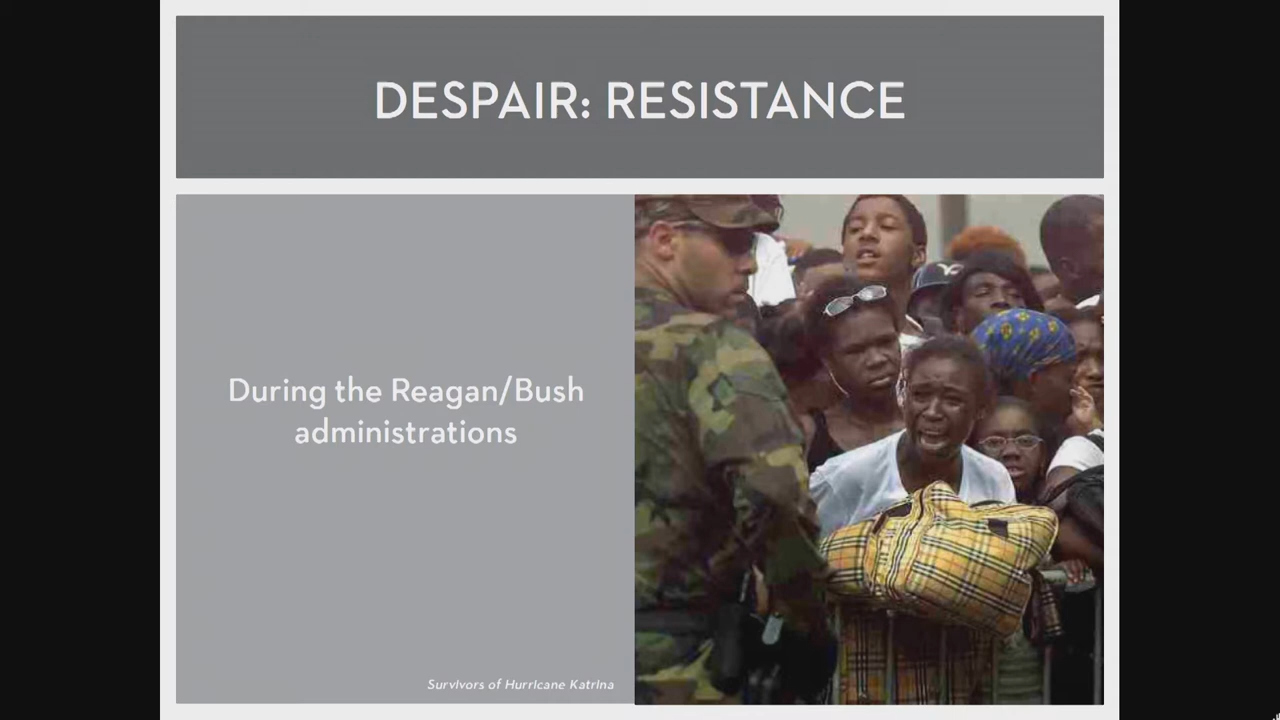 DESPAIR: RESISTANCE
During the Reagan/Bush
administrations
Survivors of Hurricane Katrina